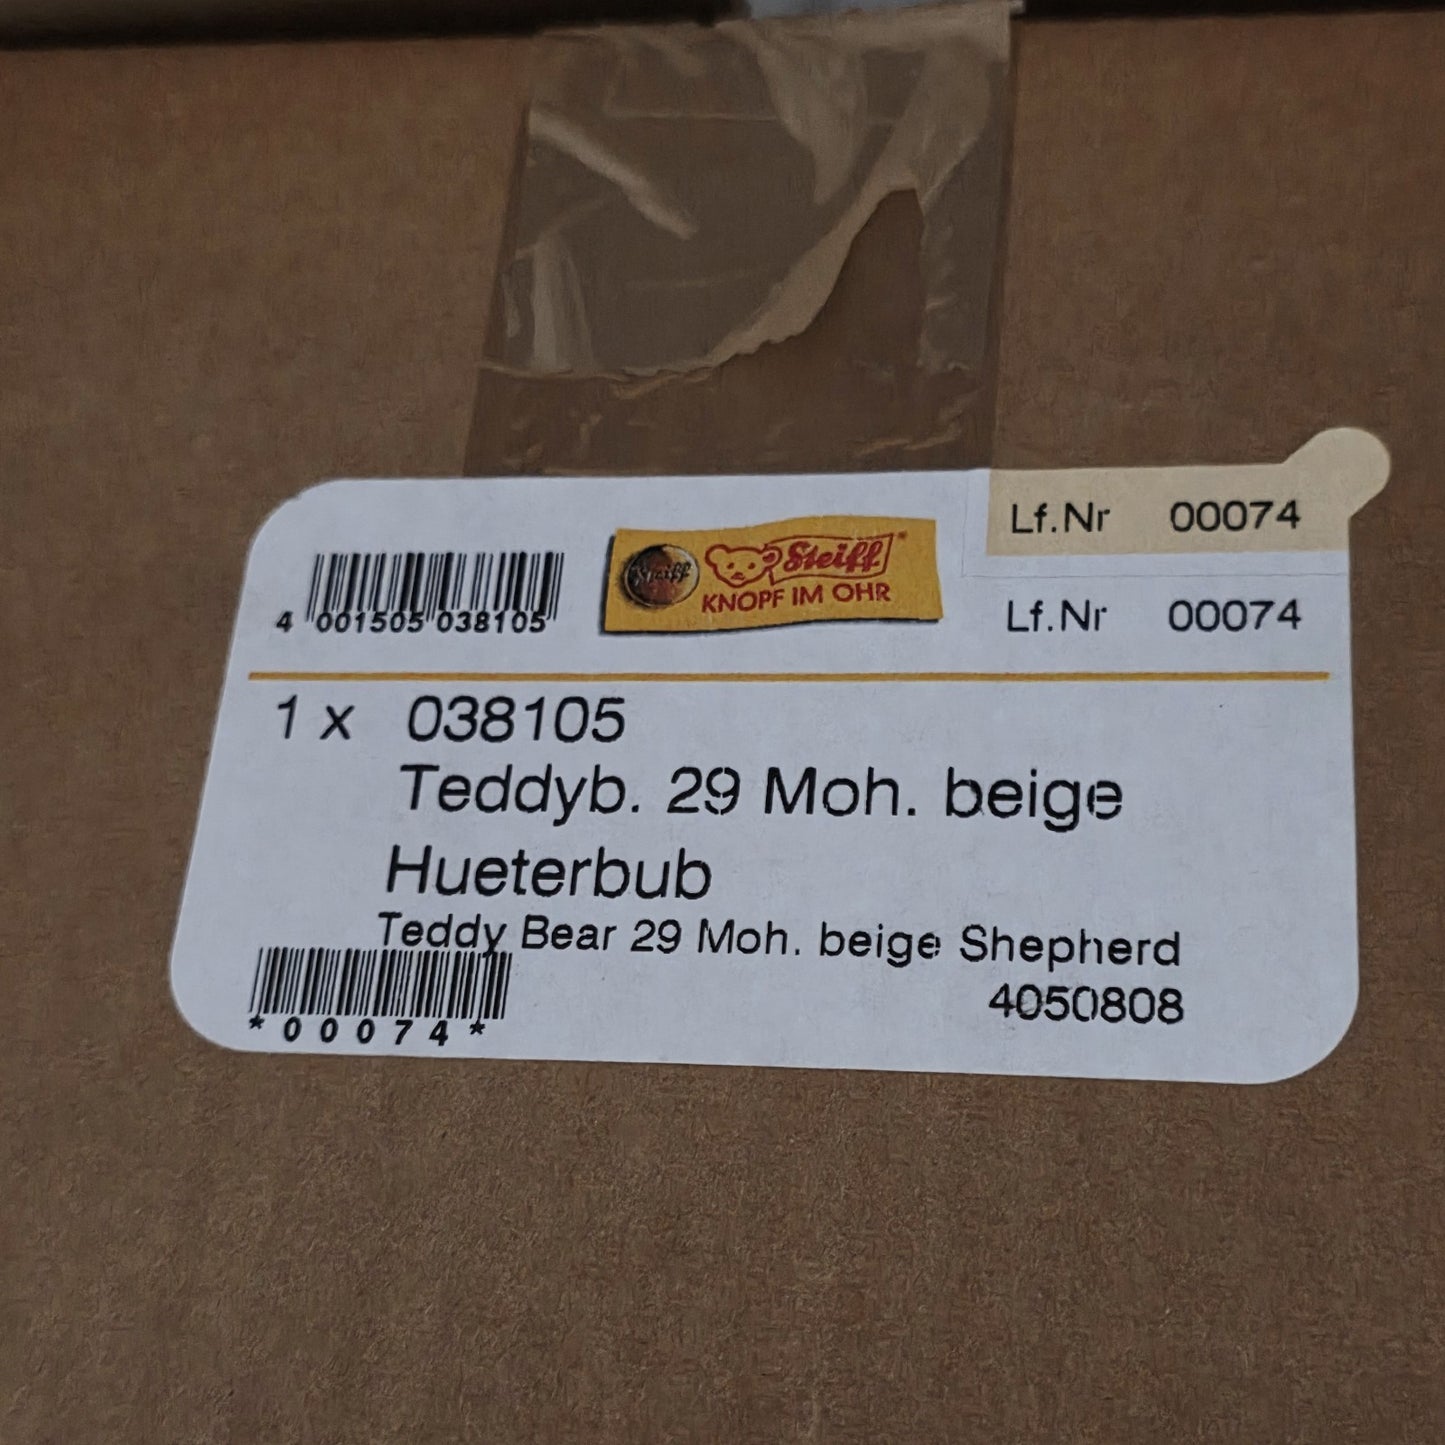 Lf.Nr 00074
Steiff
Steiff
KNOPF IM OHR
4 001505 038105
Lf.Nr 00074
1 x 038105
Teddyb. 29 Moh. beige
Hueterbub
Teddy Bear 29 Moh. beige Shepherd
4050808
*00074*